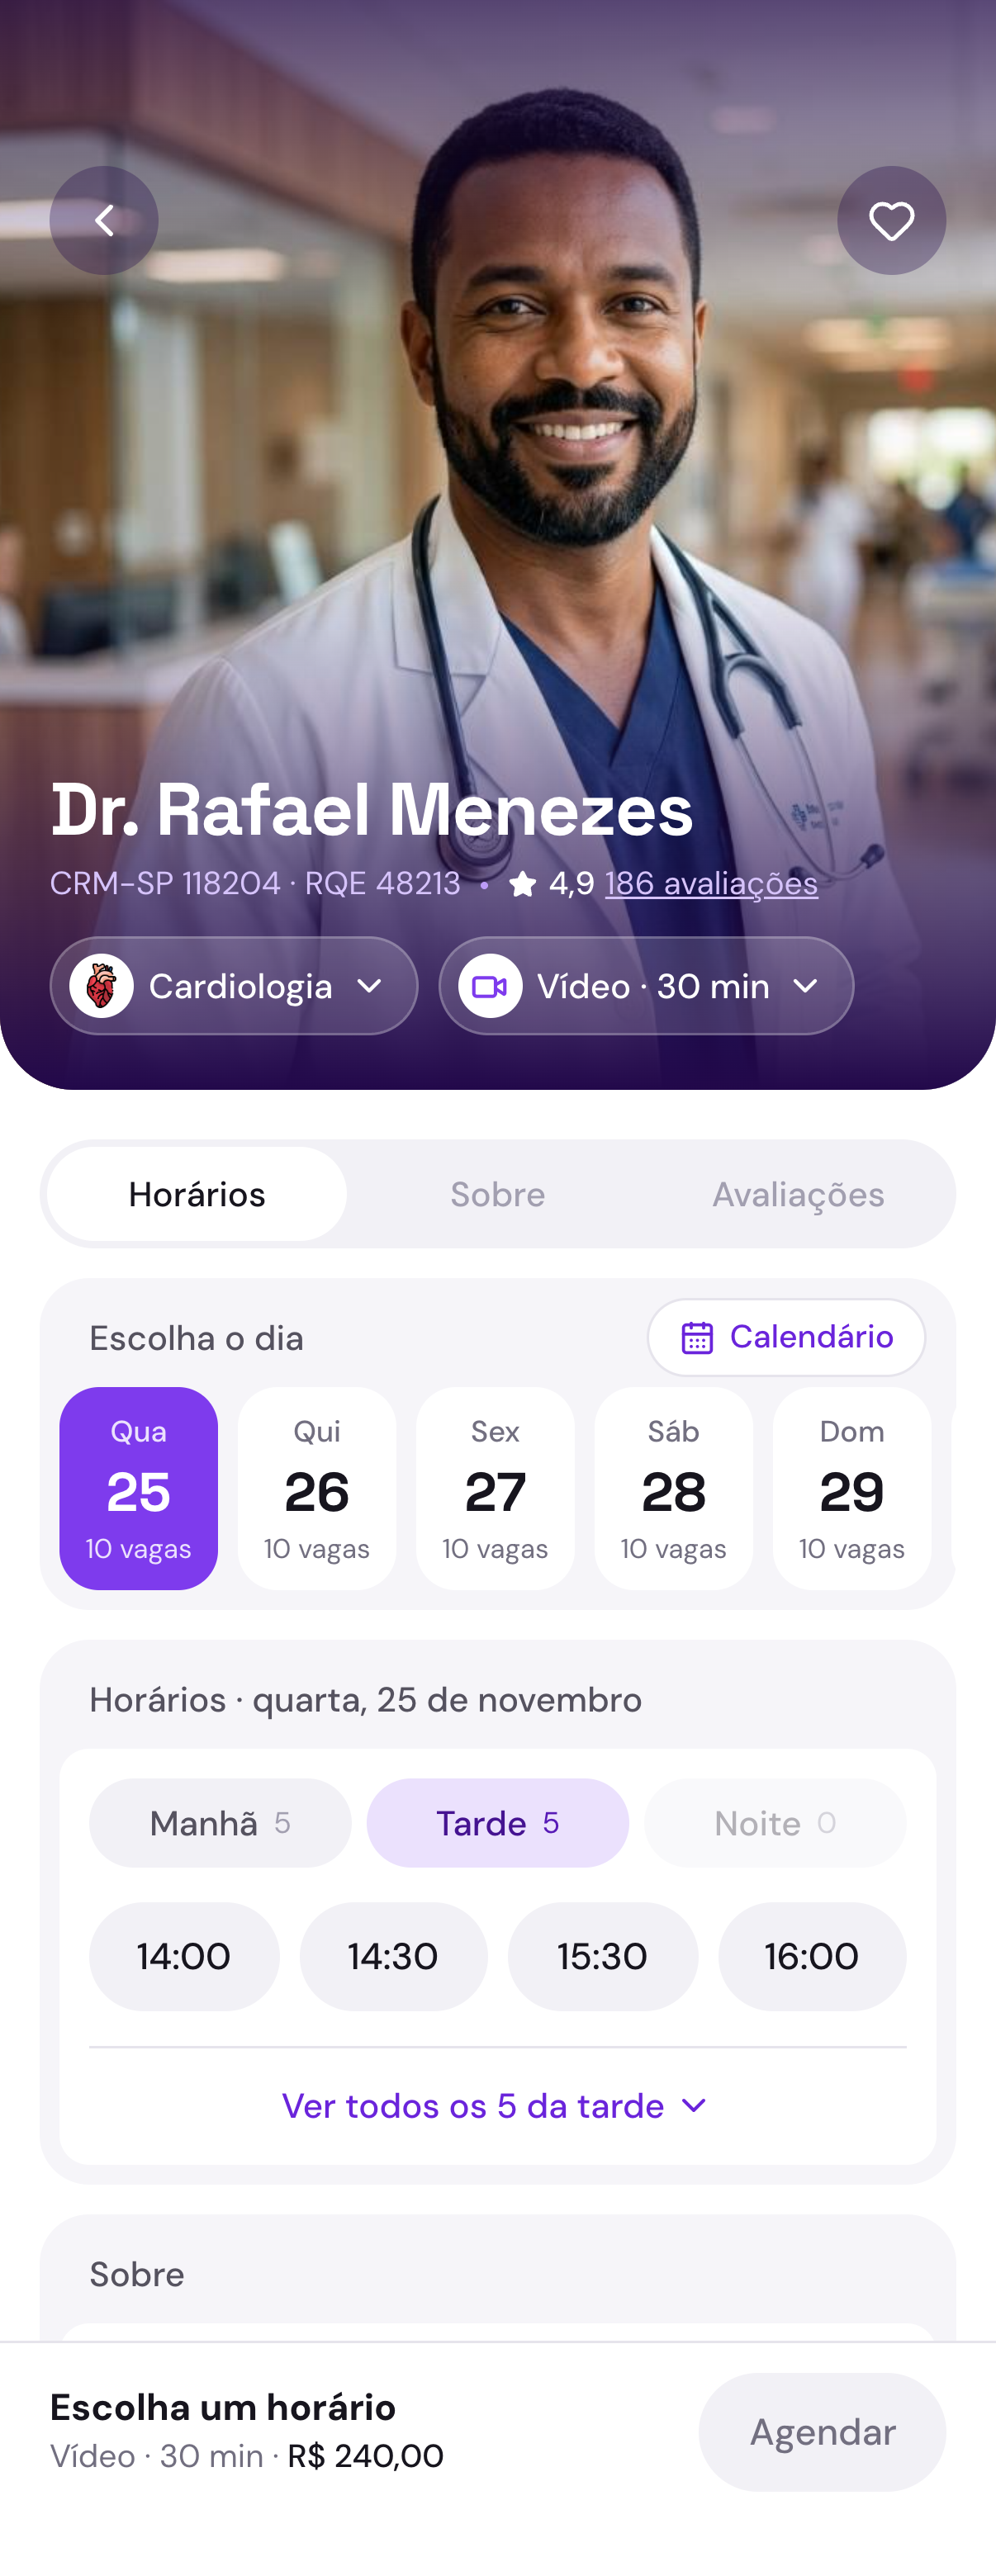 Dr. Rafael Menezes
CRM-SP 118204 · RQE 48213 • ★ 4,9 186 avaliações
Cardiologia
Vídeo · 30 min
Horários
Sobre
Avaliações
Escolha o dia
Calendário
Qua
25
10 vagas
Qui
26
10 vagas
Sex
27
10 vagas
Sáb
28
10 vagas
Dom
29
10 vagas
Horários · quarta, 25 de novembro
Manhã 5
Tarde 5
Noite 0
14:00
14:30
15:30
16:00
Ver todos os 5 da tarde
Sobre
Escolha um horário
Vídeo · 30 min · R$ 240,00
Agendar